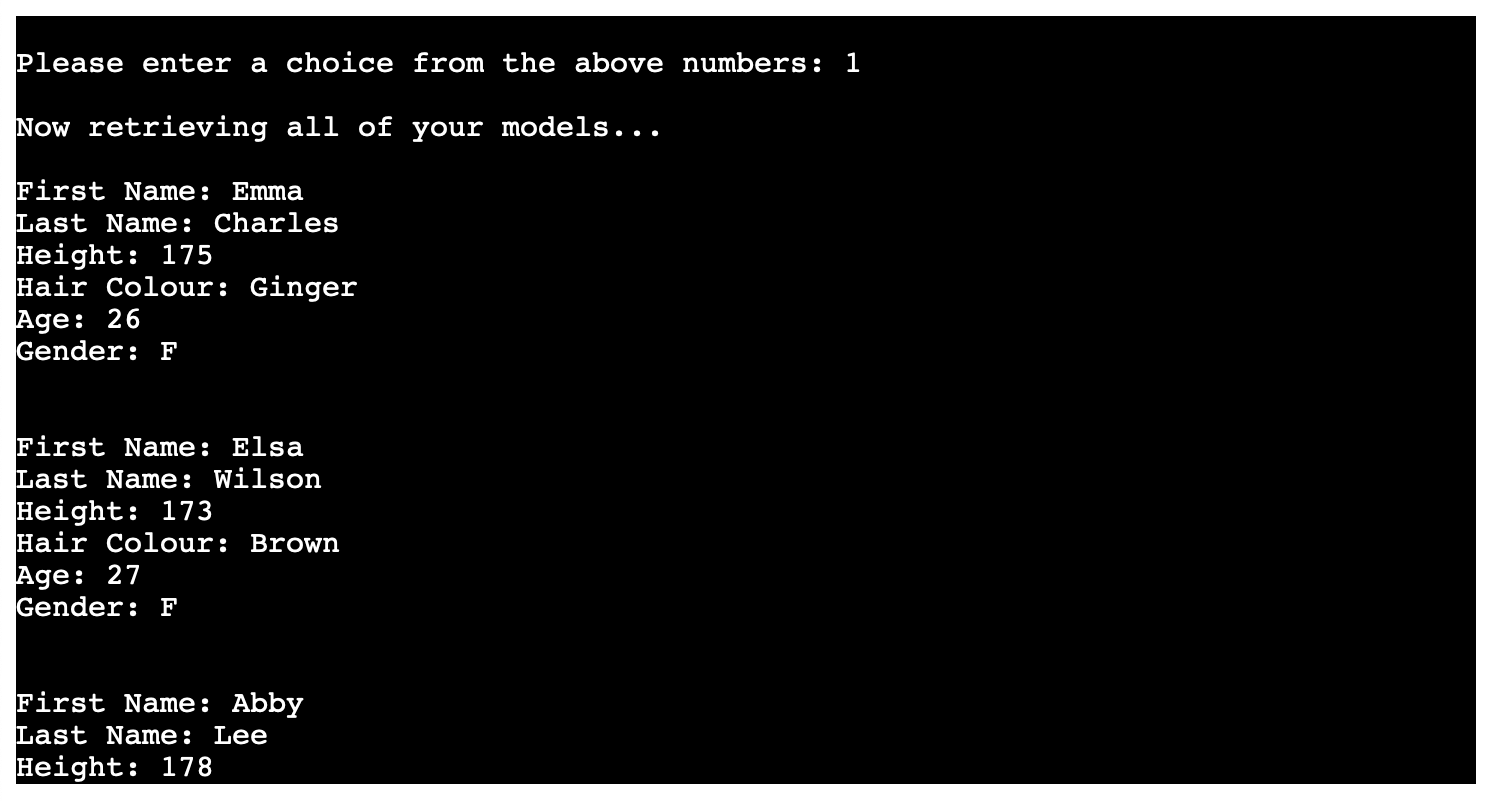 Please enter a choice from the above numbers: 1
Now retrieving all of your models...
First Name: Emma
Last Name: Charles
Height: 175
Hair Colour: Ginger
Age: 26
Gender: F
First Name: Elsa
Last Name: Wilson
Height: 173
Hair Colour: Brown
Age: 27
Gender: F
First Name: Abby
Last Name: Lee
Height: 178